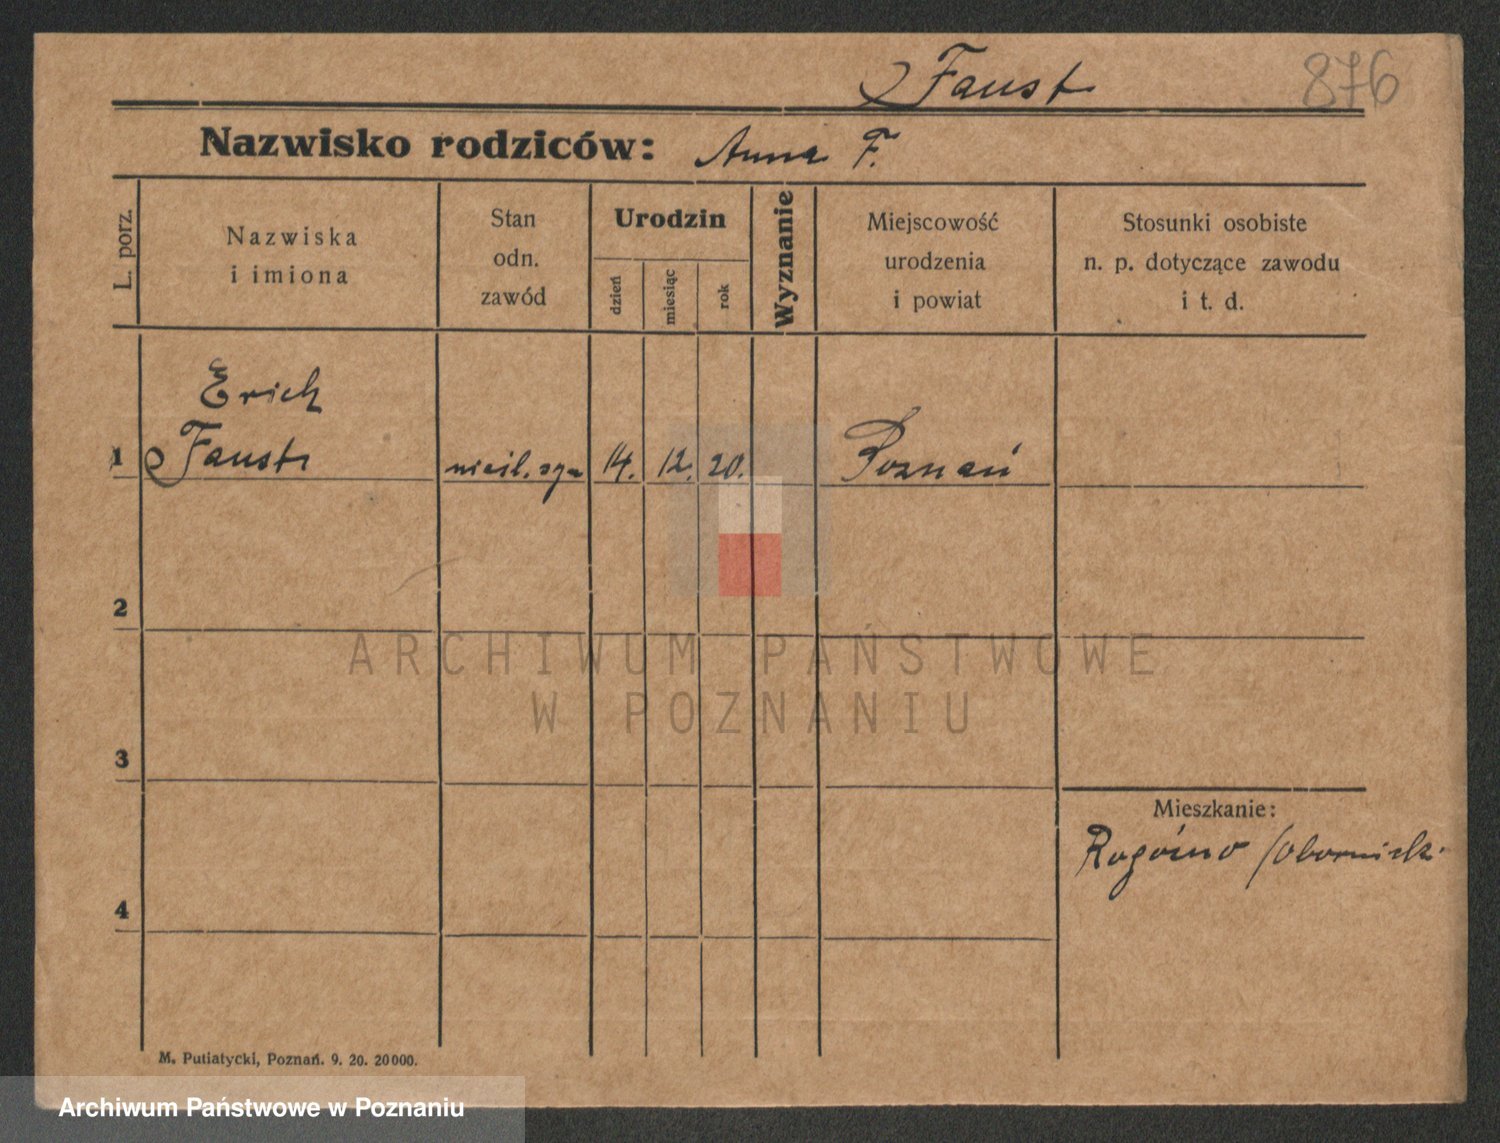 Faust 876
Nazwisko rodziców: Anna F.
L. porz.
Nazwiska
i imiona
Stan
odn.
zawód
Urodzin
dzień
miesiąc
rok
Wyznanie
Miejscowość
urodzenia
i powiat
Stosunki osobiste
n. p. dotyczące zawodu
i t. d.
Erich
1 Faust 14. 12. 20. Poznań
2
ARCHIWUM PAŃSTWOWE
W POZNANIU
3
Mieszkanie:
Rogóźno
4
M. Putiatycki, Poznań. 9. 20. 20000.
Archiwum Państwowe w Poznaniu